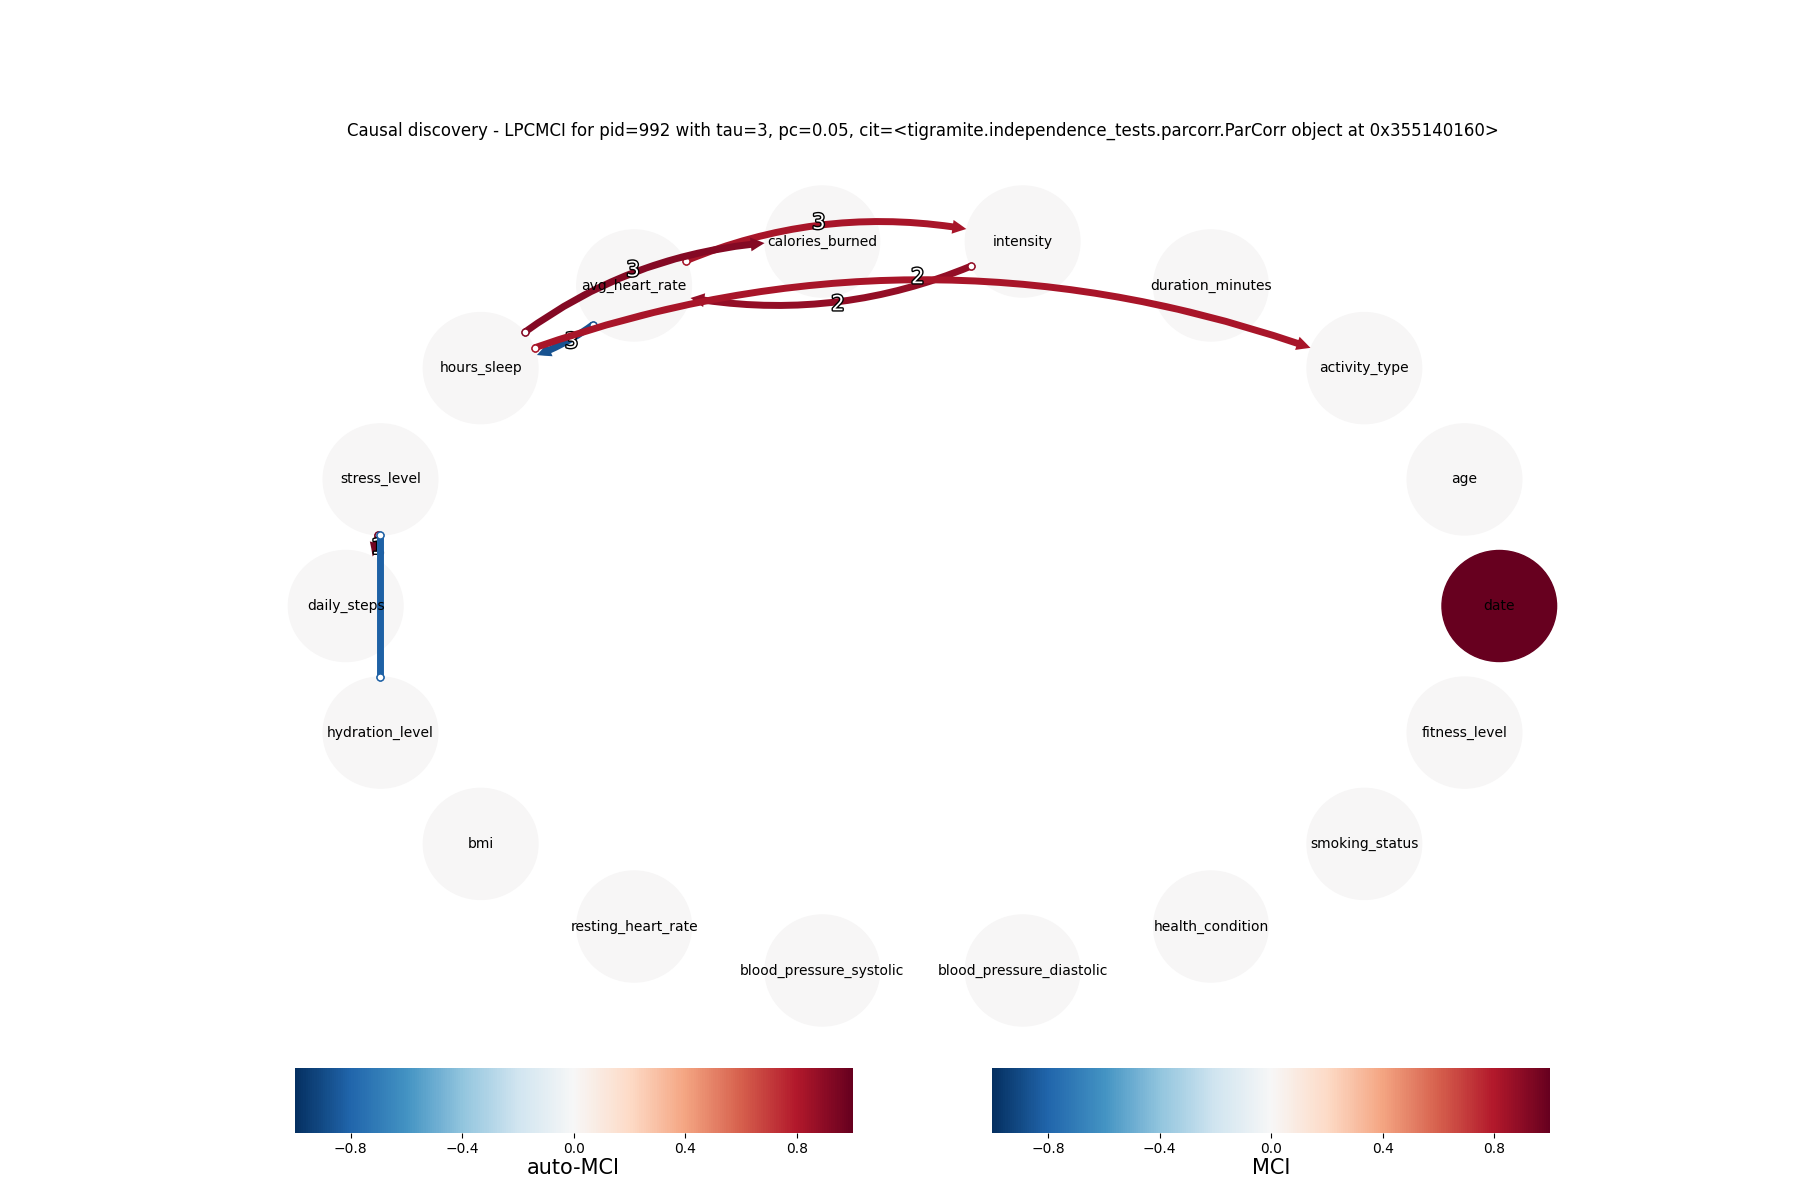 Causal discovery - LPCMCI for pid=992 with tau=3, pc=0.05, cit=<tigramite.independence_tests.parcorr.ParCorr object at 0x355140160>
3
calories_burned
intensity
3
avg_heart_rate
2
2
duration_minutes
3
hours_sleep
activity_type
stress_level
age
daily_steps
date
hydration_level
fitness_level
bmi
smoking_status
resting_heart_rate
health_condition
blood_pressure_systolic
blood_pressure_diastolic
−0.8
−0.4
0.0
0.4
0.8
auto-MCI
−0.8
−0.4
0.0
0.4
0.8
MCI